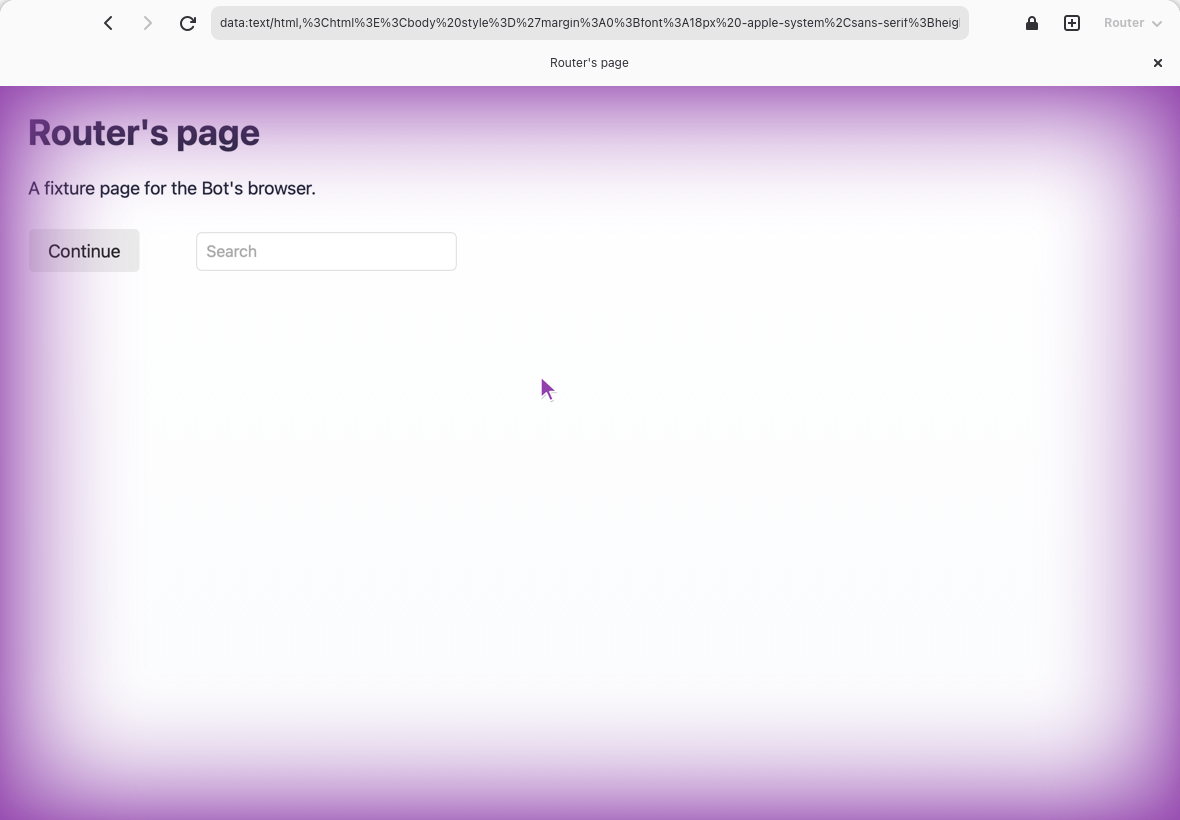 data:text/html,%3Chtml%3E%3Cbody%20style%3D%27margin%3A0%3Bfont%3A18px%20-apple-system%2Csans-serif%3Bheig
Router
Router's page
Router's page
A fixture page for the Bot's browser.
Continue
Search